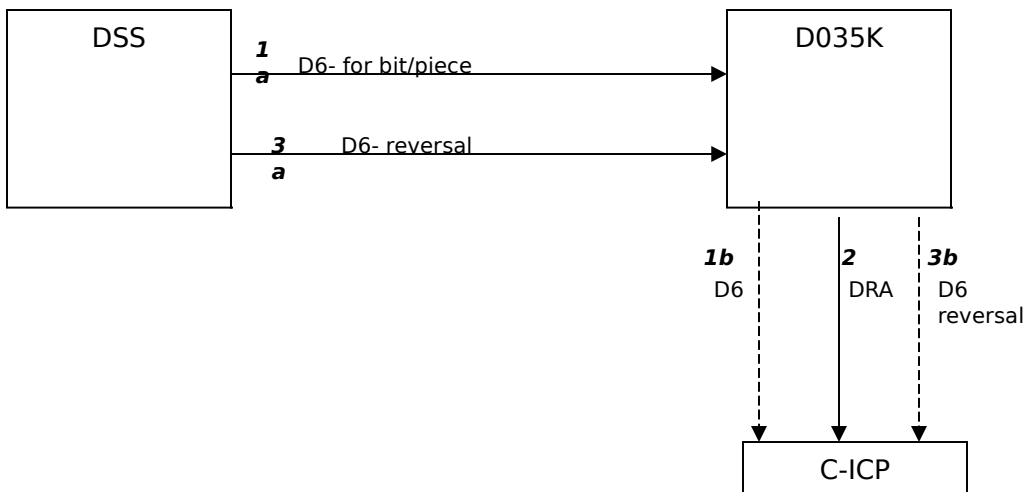 DSS
D035K
1
a
D6- for bit/piece
3
a
D6- reversal
1b
D6
2
DRA
3b
D6
reversal
C-ICP